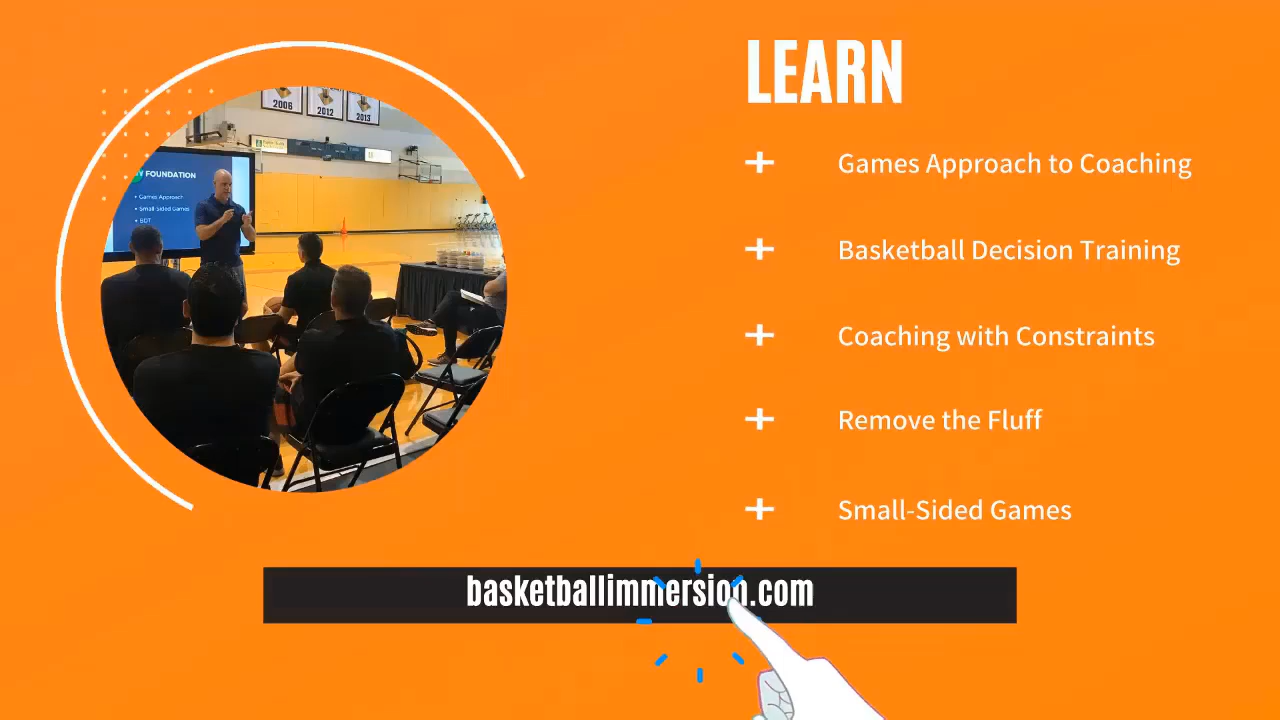 LEARN
Games Approach to Coaching
Basketball Decision Training
Coaching with Constraints
Remove the Fluff
Small-Sided Games
2006
2012
2013
FOUNDATION
• Games Approach
• Small-Sided Games
• BDT
basketballimmersion.com